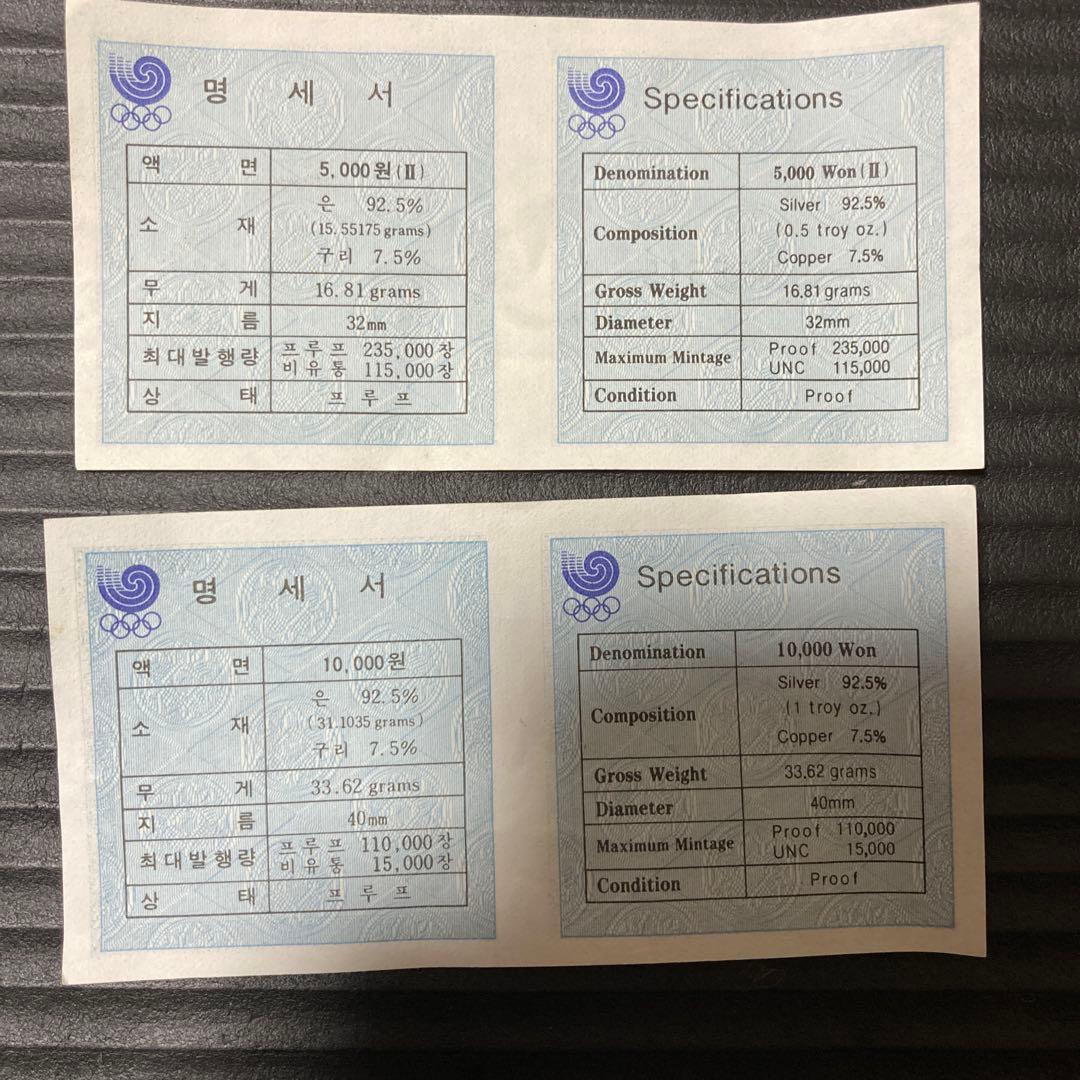 명 세 서
액 면 5,000원(Ⅱ)
소 재 은 92.5%
(15.55175 grams)
구리 7.5%
무 게 16.81 grams
지 름 32mm
최대발행량 프루프 235,000장
비유통 115,000장
상 태 프루프
Specifications
Denomination 5,000 Won(Ⅱ)
Composition Silver 92.5%
(0.5 troy oz.)
Copper 7.5%
Gross Weight 16.81 grams
Diameter 32mm
Maximum Mintage Proof 235,000
UNC 115,000
Condition Proof
명 세 서
액 면 10,000원
소 재 은 92.5%
(31.1035 grams)
구리 7.5%
무 게 33.62 grams
지 름 40mm
최대발행량 프루프 110,000장
비유통 15,000장
상 태 프루프
Specifications
Denomination 10,000 Won
Composition Silver 92.5%
(1 troy oz.)
Copper 7.5%
Gross Weight 33.62 grams
Diameter 40mm
Maximum Mintage Proof 110,000
UNC 15,000
Condition Proof